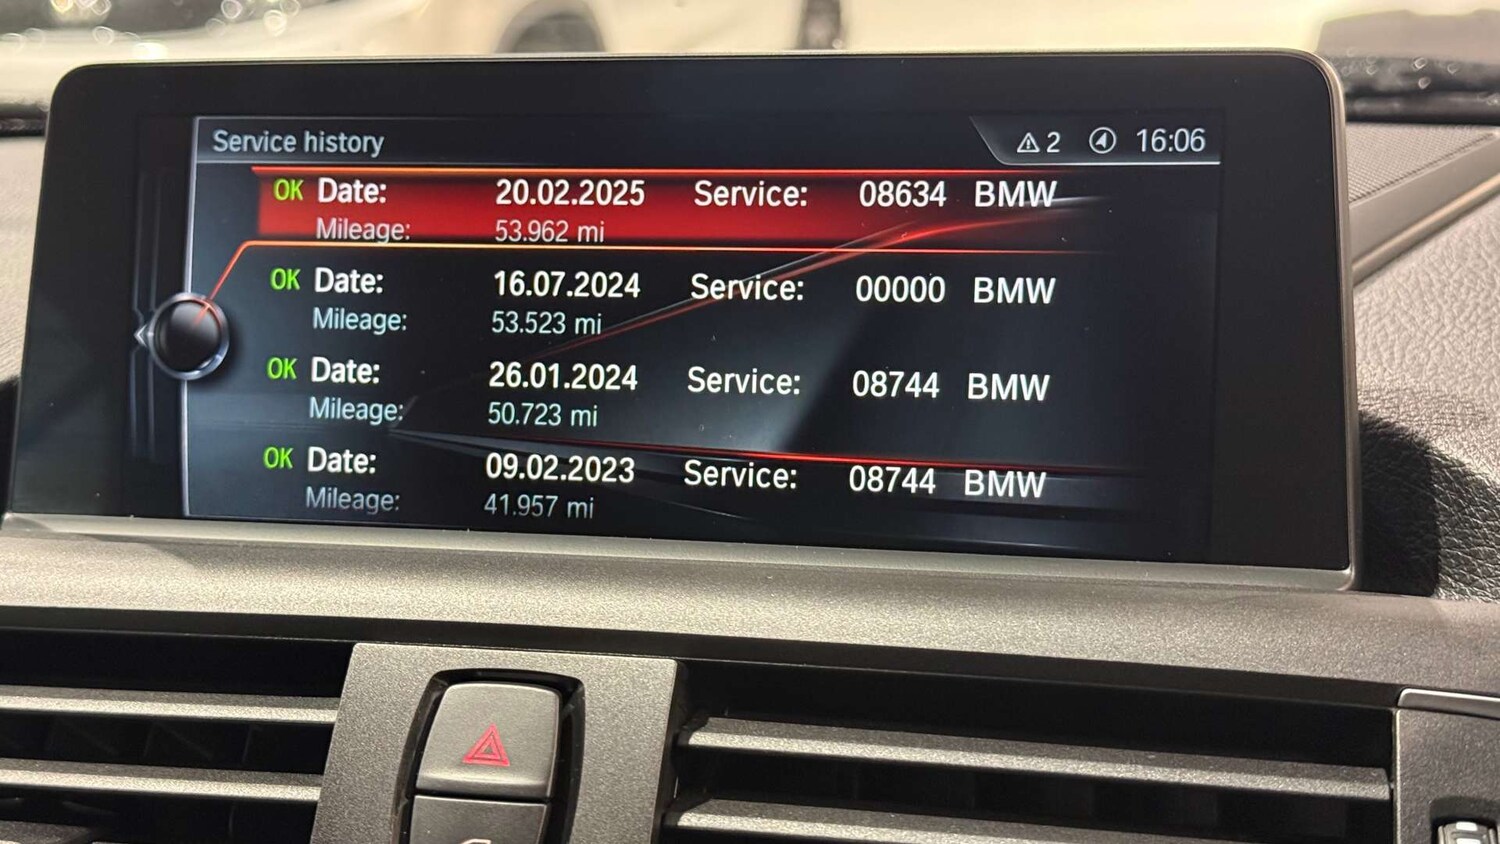 Service history 2 16:06
OK Date: 20.02.2025 Service: 08634 BMW
Mileage: 53.962 mi
OK Date: 16.07.2024 Service: 00000 BMW
Mileage: 53.523 mi
OK Date: 26.01.2024 Service: 08744 BMW
Mileage: 50.723 mi
OK Date: 09.02.2023 Service: 08744 BMW
Mileage: 41.957 mi